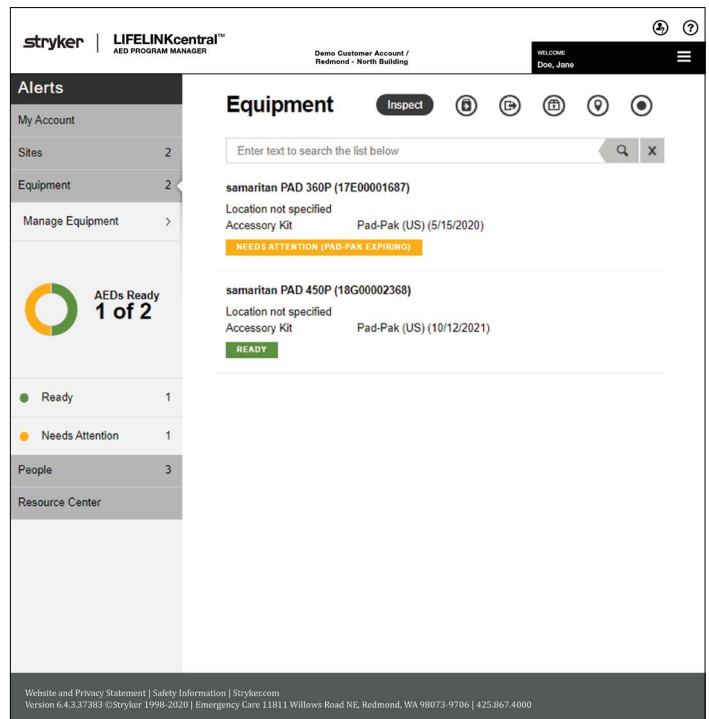 stryker
LIFELINKcentral™
AED PROGRAM MANAGER
Demo Customer Account /
Redmond - North Building
WELCOME
Doe, Jane
Alerts
My Account
Sites 2
Equipment 2
Manage Equipment
AEDs Ready
1 of 2
Ready 1
Needs Attention 1
People 3
Resource Center
Equipment
Inspect
Enter text to search the list below
X
samaritan PAD 360P (17E00001687)
Location not specified
Accessory Kit Pad-Pak (US) (5/15/2020)
NEEDS ATTENTION (PAD-PAK EXPIRING)
samaritan PAD 450P (18G00002368)
Location not specified
Accessory Kit Pad-Pak (US) (10/12/2021)
READY
Website and Privacy Statement | Safety Information | Stryker.com
Version 6.4.3.37383 ©Stryker 1998-2020 | Emergency Care 11811 Willows Road NE, Redmond, WA 98073-9706 | 425.867.4000